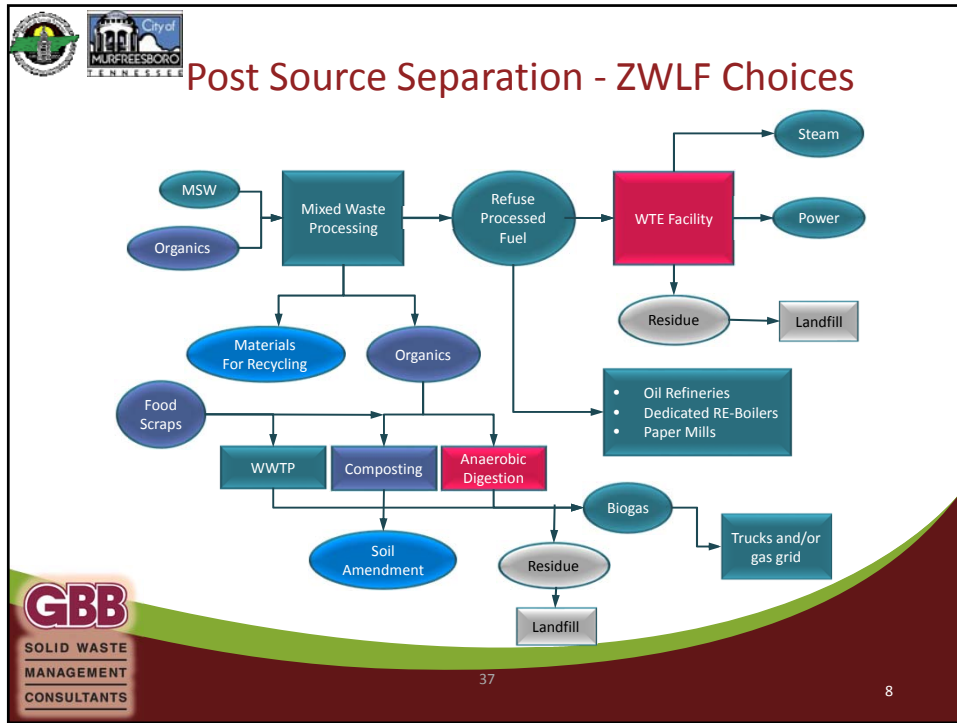 City of
MURFREESBORO
TENNESSEE
Post Source Separation - ZWLF Choices
Steam
MSW
Mixed Waste
Processing
Refuse
Processed
Fuel
WTE Facility
Power
Organics
Residue
Landfill
Materials
For Recycling
Organics
• Oil Refineries
• Dedicated RE-Boilers
• Paper Mills
Food
Scraps
WWTP
Composting
Anaerobic
Digestion
Biogas
Trucks and/or
gas grid
Soil
Amendment
Residue
Landfill
GBB
SOLID WASTE
MANAGEMENT
CONSULTANTS
37
8